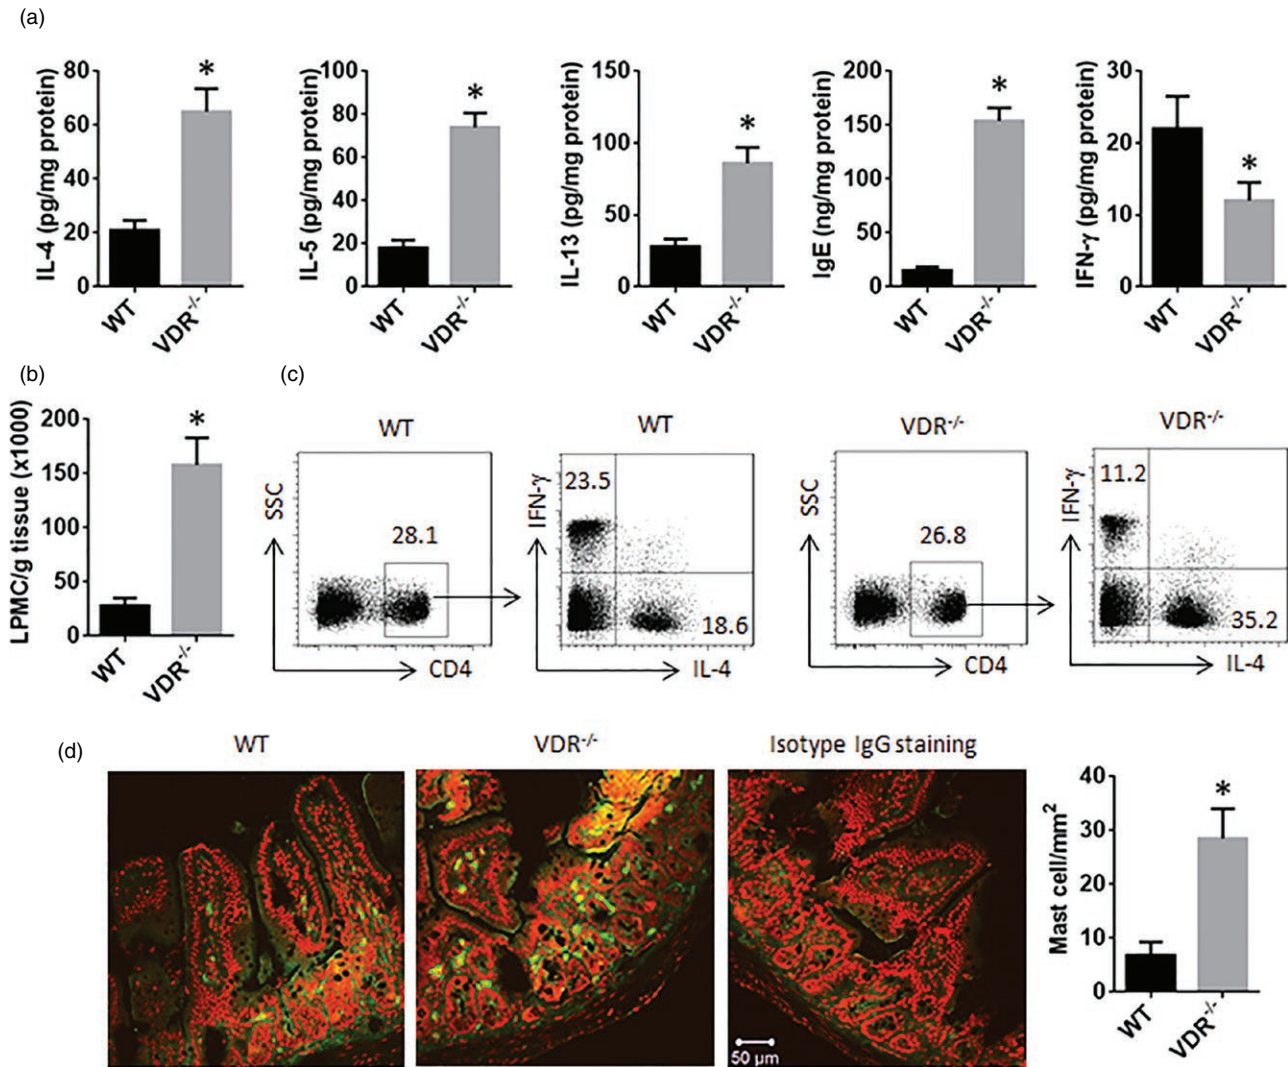 (a)
IL-4 (pg/mg protein)
80
60
40
20
0
*
WT
VDR-/-
IL-5 (pg/mg protein)
100
80
60
40
20
0
*
WT
VDR-/-
IL-13 (pg/mg protein)
150
100
50
0
*
WT
VDR-/-
IgE (ng/mg protein)
200
150
100
50
0
*
WT
VDR-/-
IFN-γ (pg/mg protein)
30
20
10
0
*
WT
VDR-/-
(b)
LPMC/g tissue (x1000)
200
150
100
50
0
*
WT
VDR-/-
(c)
WT
SSC
28.1
CD4
WT
IFN-γ
23.5
18.6
IL-4
VDR-/-
SSC
26.8
CD4
VDR-/-
IFN-γ
11.2
35.2
IL-4
(d)
WT
VDR-/-
Isotype IgG staining
50 µm
Mast cell/mm²
40
30
20
10
0
*
WT
VDR-/-